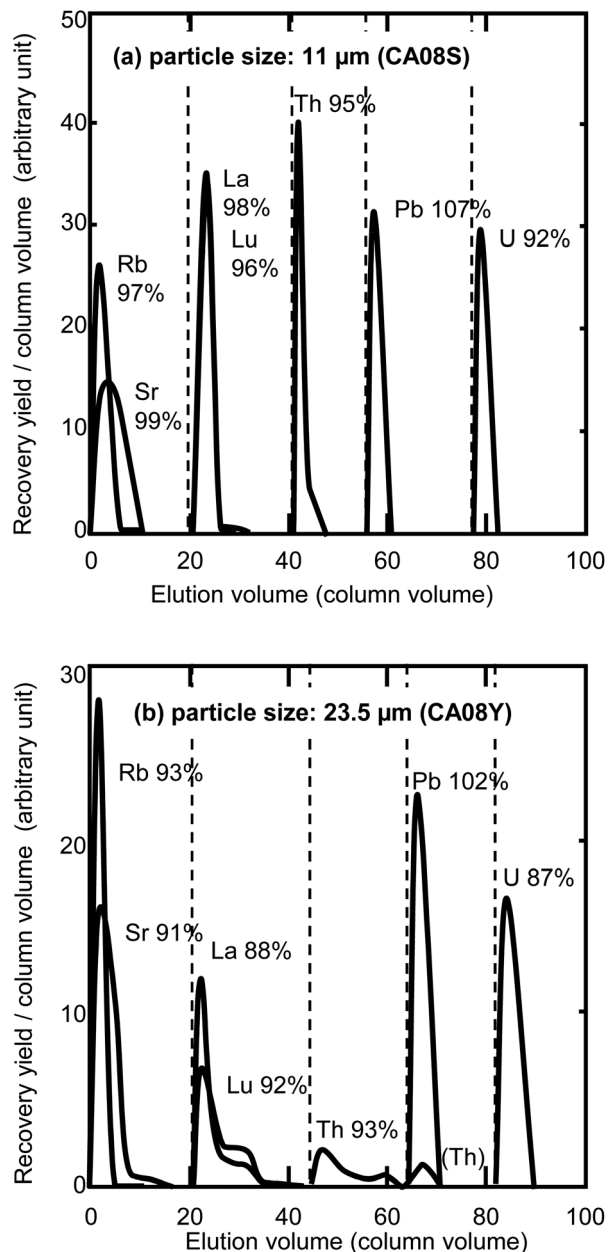 50
(a) particle size: 11 µm (CA08S)
Th 95%
40
La
98%
Pb 107%
Lu
96%
U 92%
30
Rb
97%
20
Sr
99%
10
0
0 20 40 60 80 100
Elution volume (column volume)
Recovery yield / column volume (arbitrary unit)
30
(b) particle size: 23.5 µm (CA08Y)
Rb 93%
Pb 102%
20
U 87%
Sr 91%
La 88%
10
Lu 92%
Th 93%
(Th)
0
0 20 40 60 80 100
Elution volume (column volume)
Recovery yield / column volume (arbitrary unit)